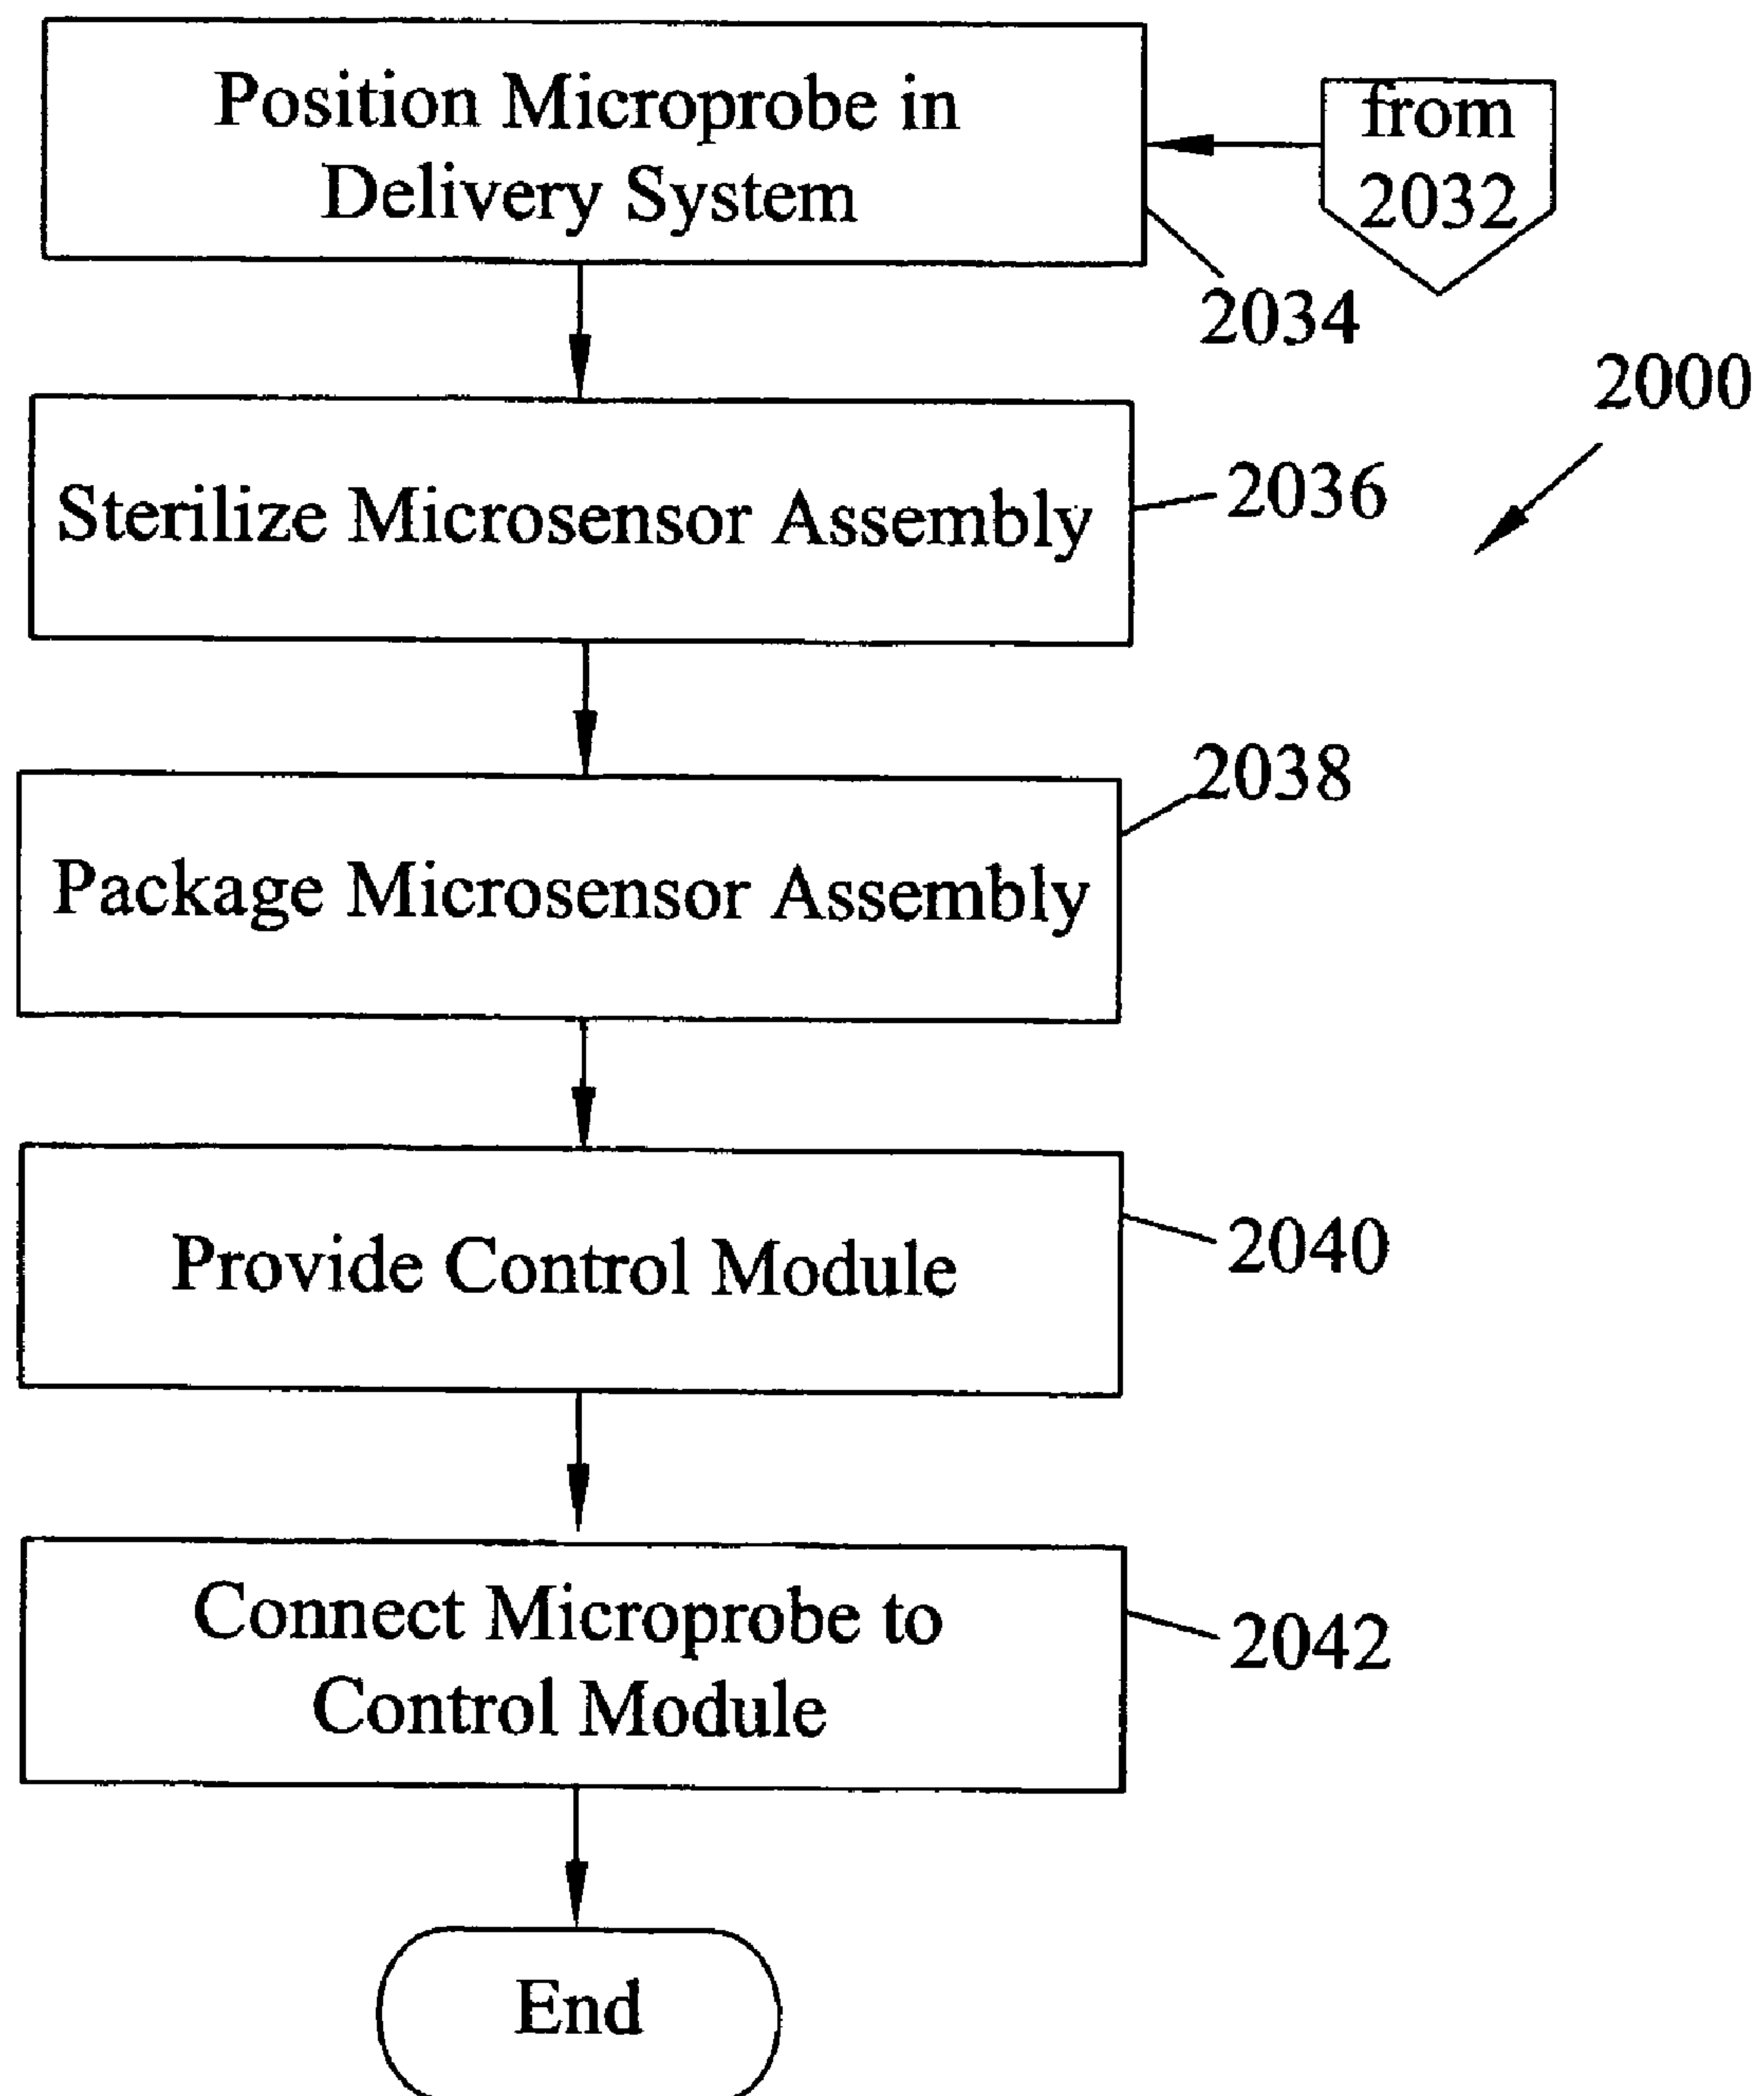 Position Microprobe in
Delivery System
from
2032
2034
2000
Sterilize Microsensor Assembly
2036
2038
Package Microsensor Assembly
Provide Control Module
2040
Connect Microprobe to
Control Module
2042
End